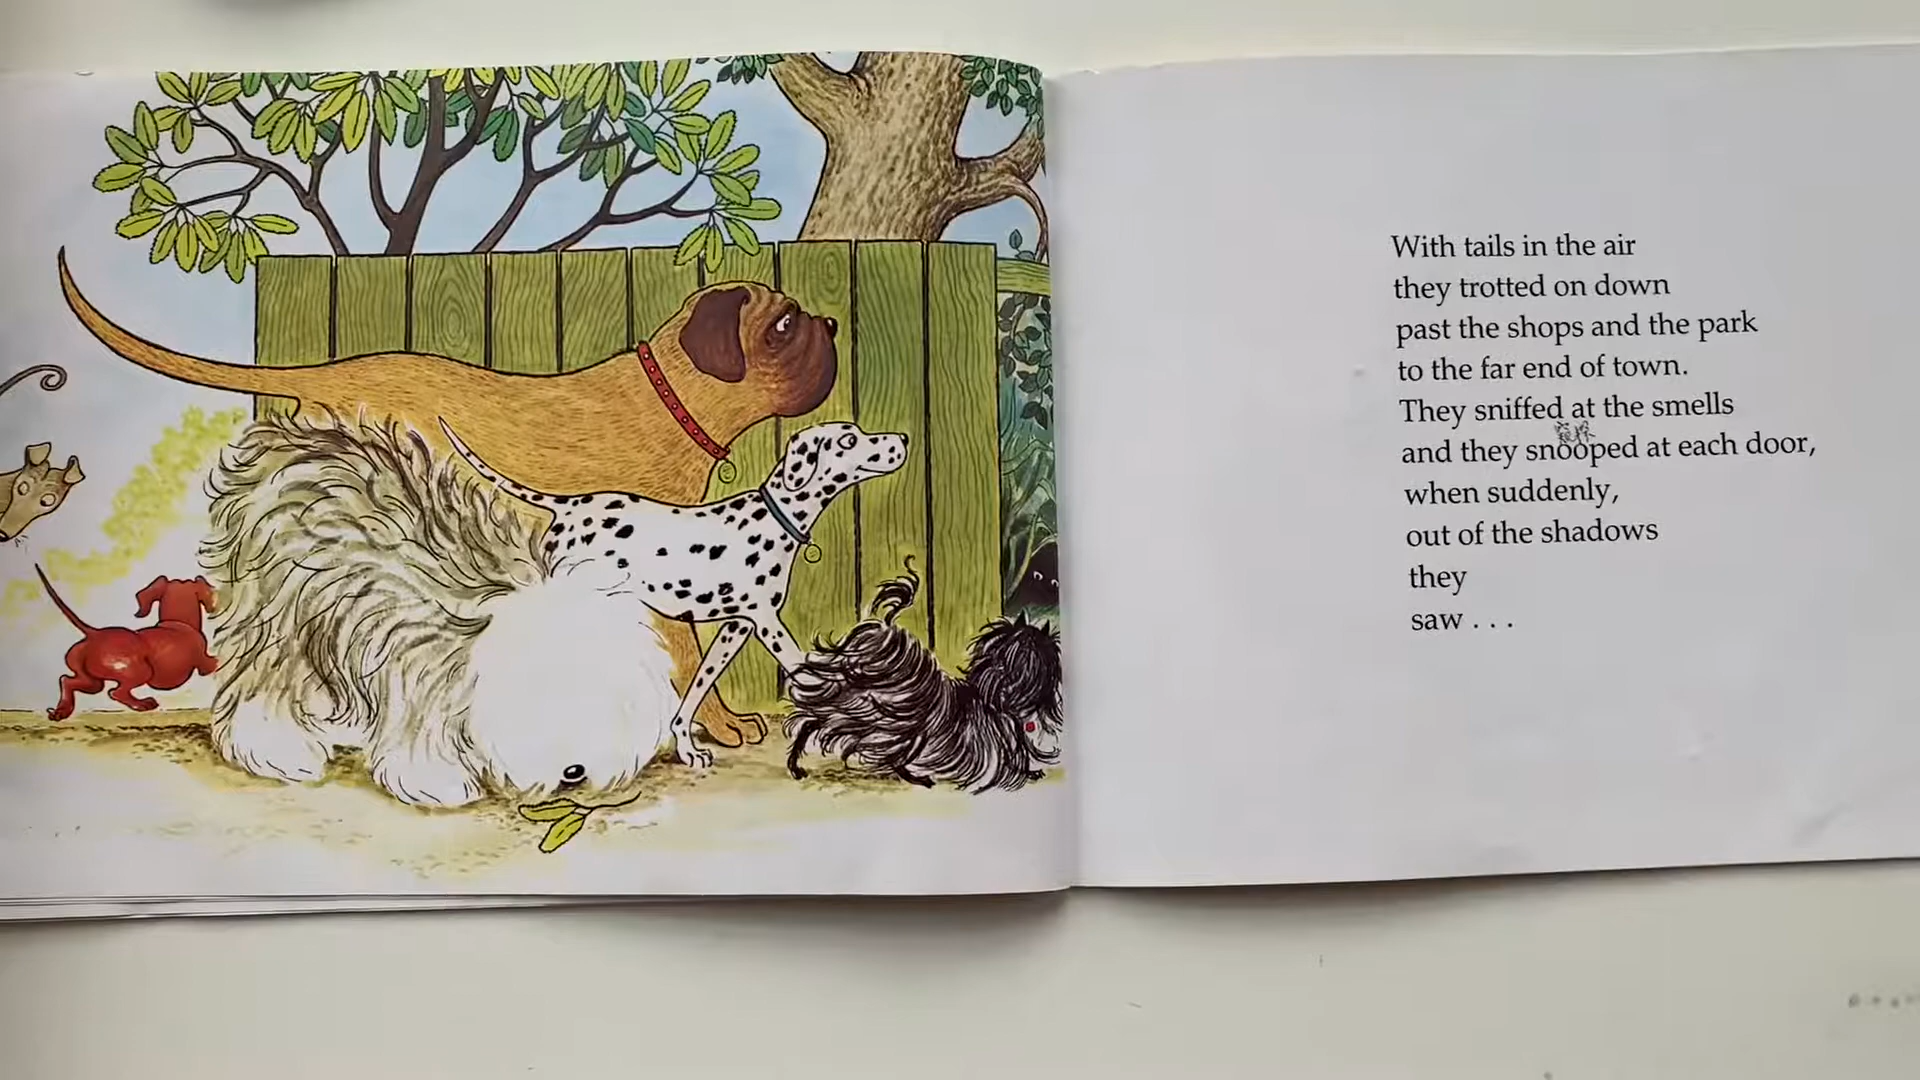 With tails in the air
they trotted on down
past the shops and the park
to the far end of town.
They sniffed at the smells
and they snooped at each door,
when suddenly,
out of the shadows
they
saw . . .